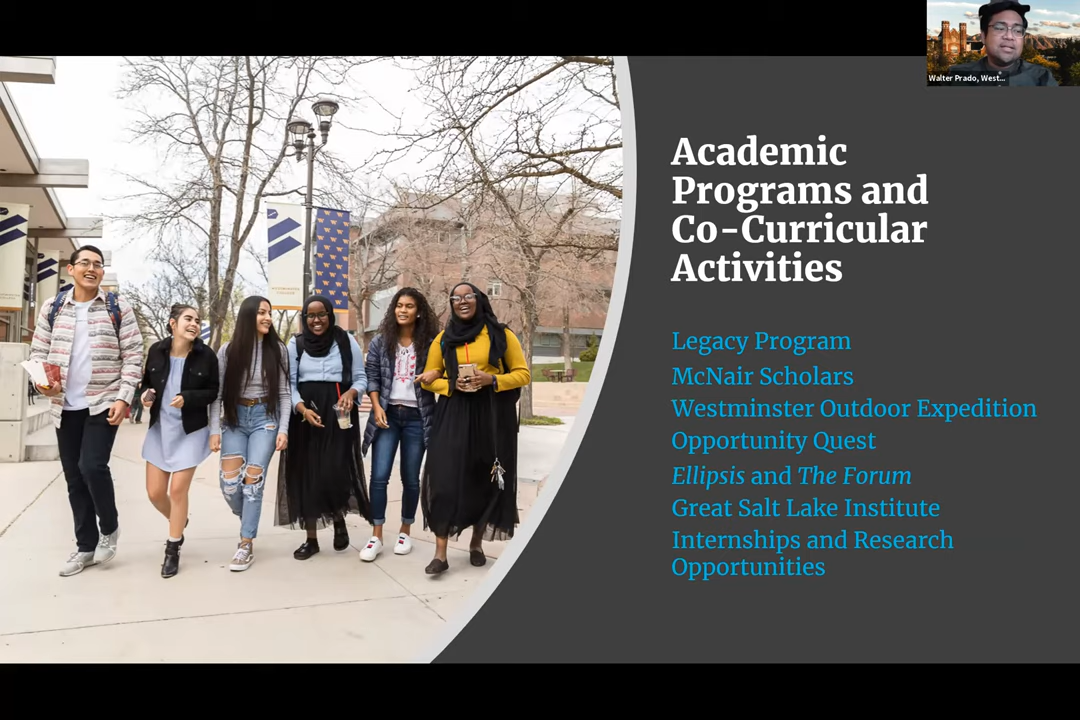 Walter Prado, West...
Academic
Programs and
Co-Curricular
Activities
Legacy Program
McNair Scholars
Westminster Outdoor Expedition
Opportunity Quest
Ellipsis and The Forum
Great Salt Lake Institute
Internships and Research
Opportunities